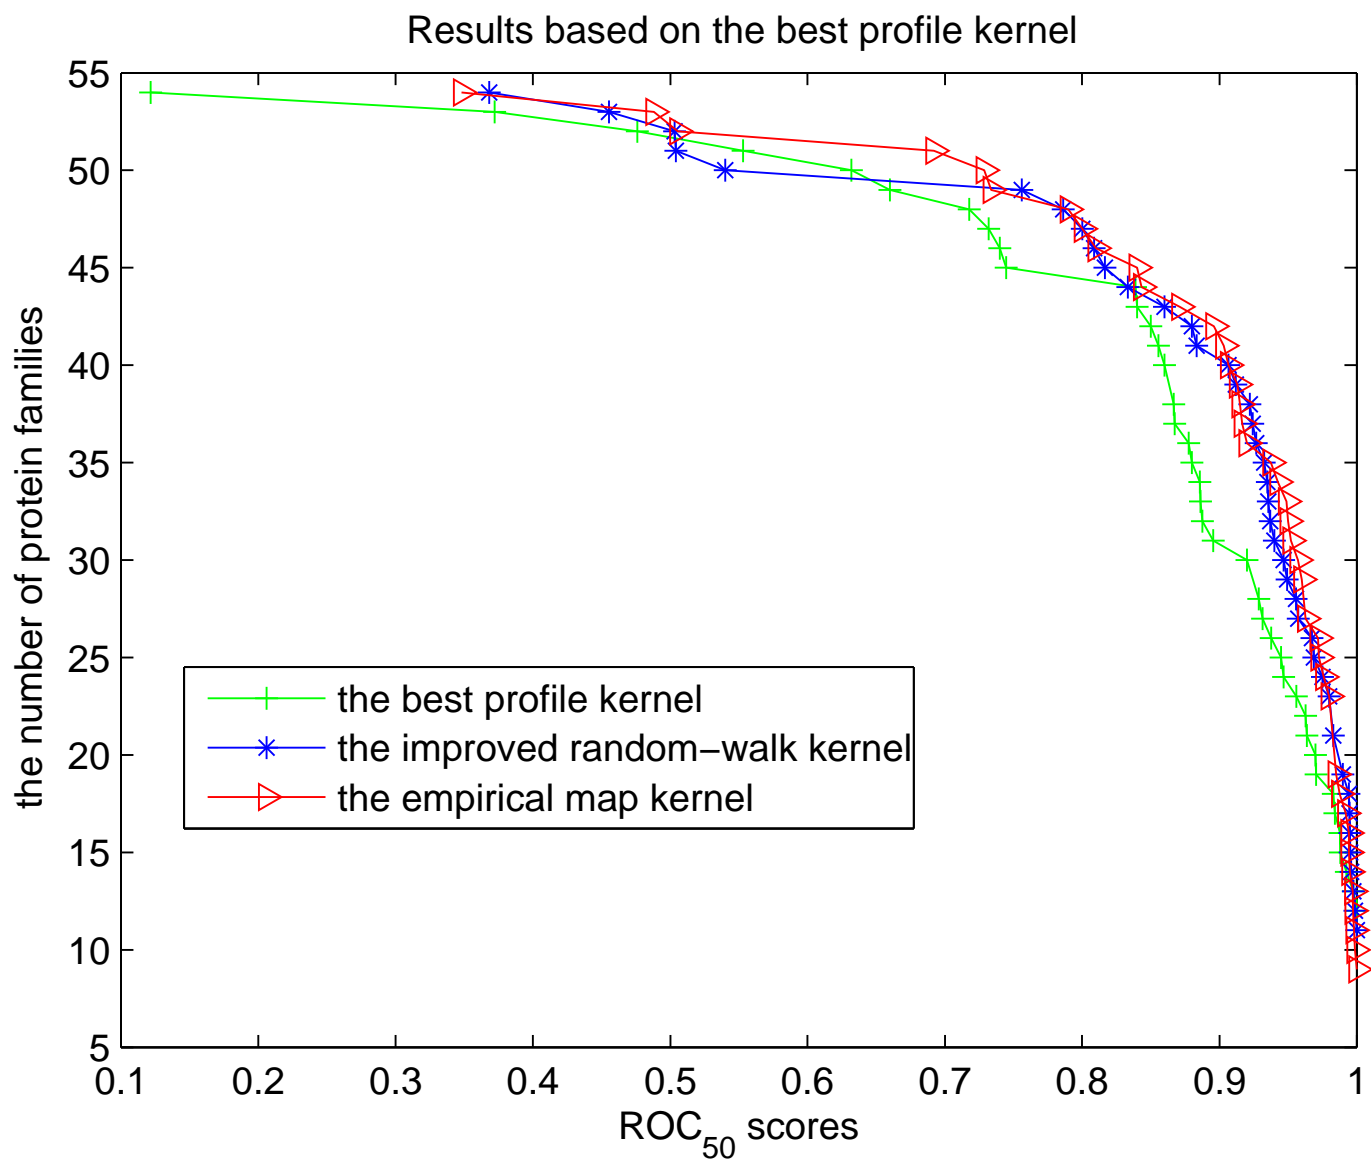 Results based on the best profile kernel
55
50
45
40
35
30
25
20
15
10
5
the number of protein families
the best profile kernel
the improved random−walk kernel
the empirical map kernel
0.1 0.2 0.3 0.4 0.5 0.6 0.7 0.8 0.9 1
ROC50 scores